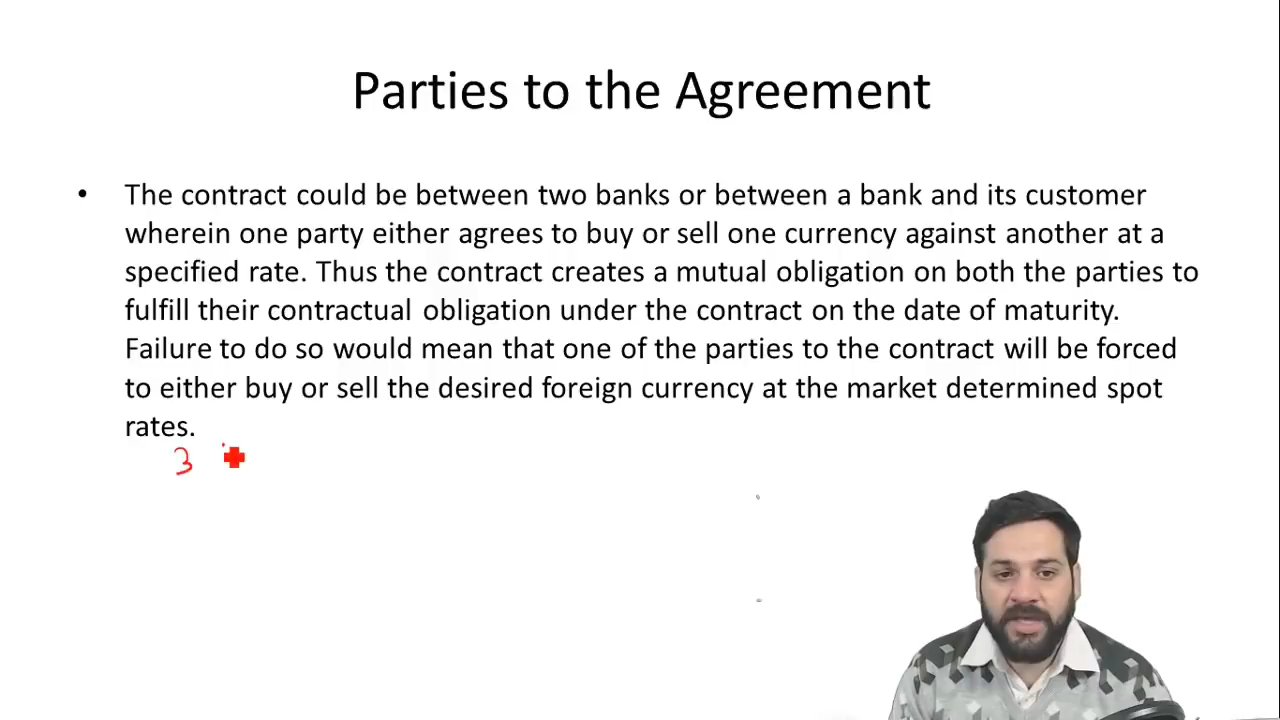 Parties to the Agreement
• The contract could be between two banks or between a bank and its customer
wherein one party either agrees to buy or sell one currency against another at a
specified rate. Thus the contract creates a mutual obligation on both the parties to
fulfill their contractual obligation under the contract on the date of maturity.
Failure to do so would mean that one of the parties to the contract will be forced
to either buy or sell the desired foreign currency at the market determined spot
rates.
3